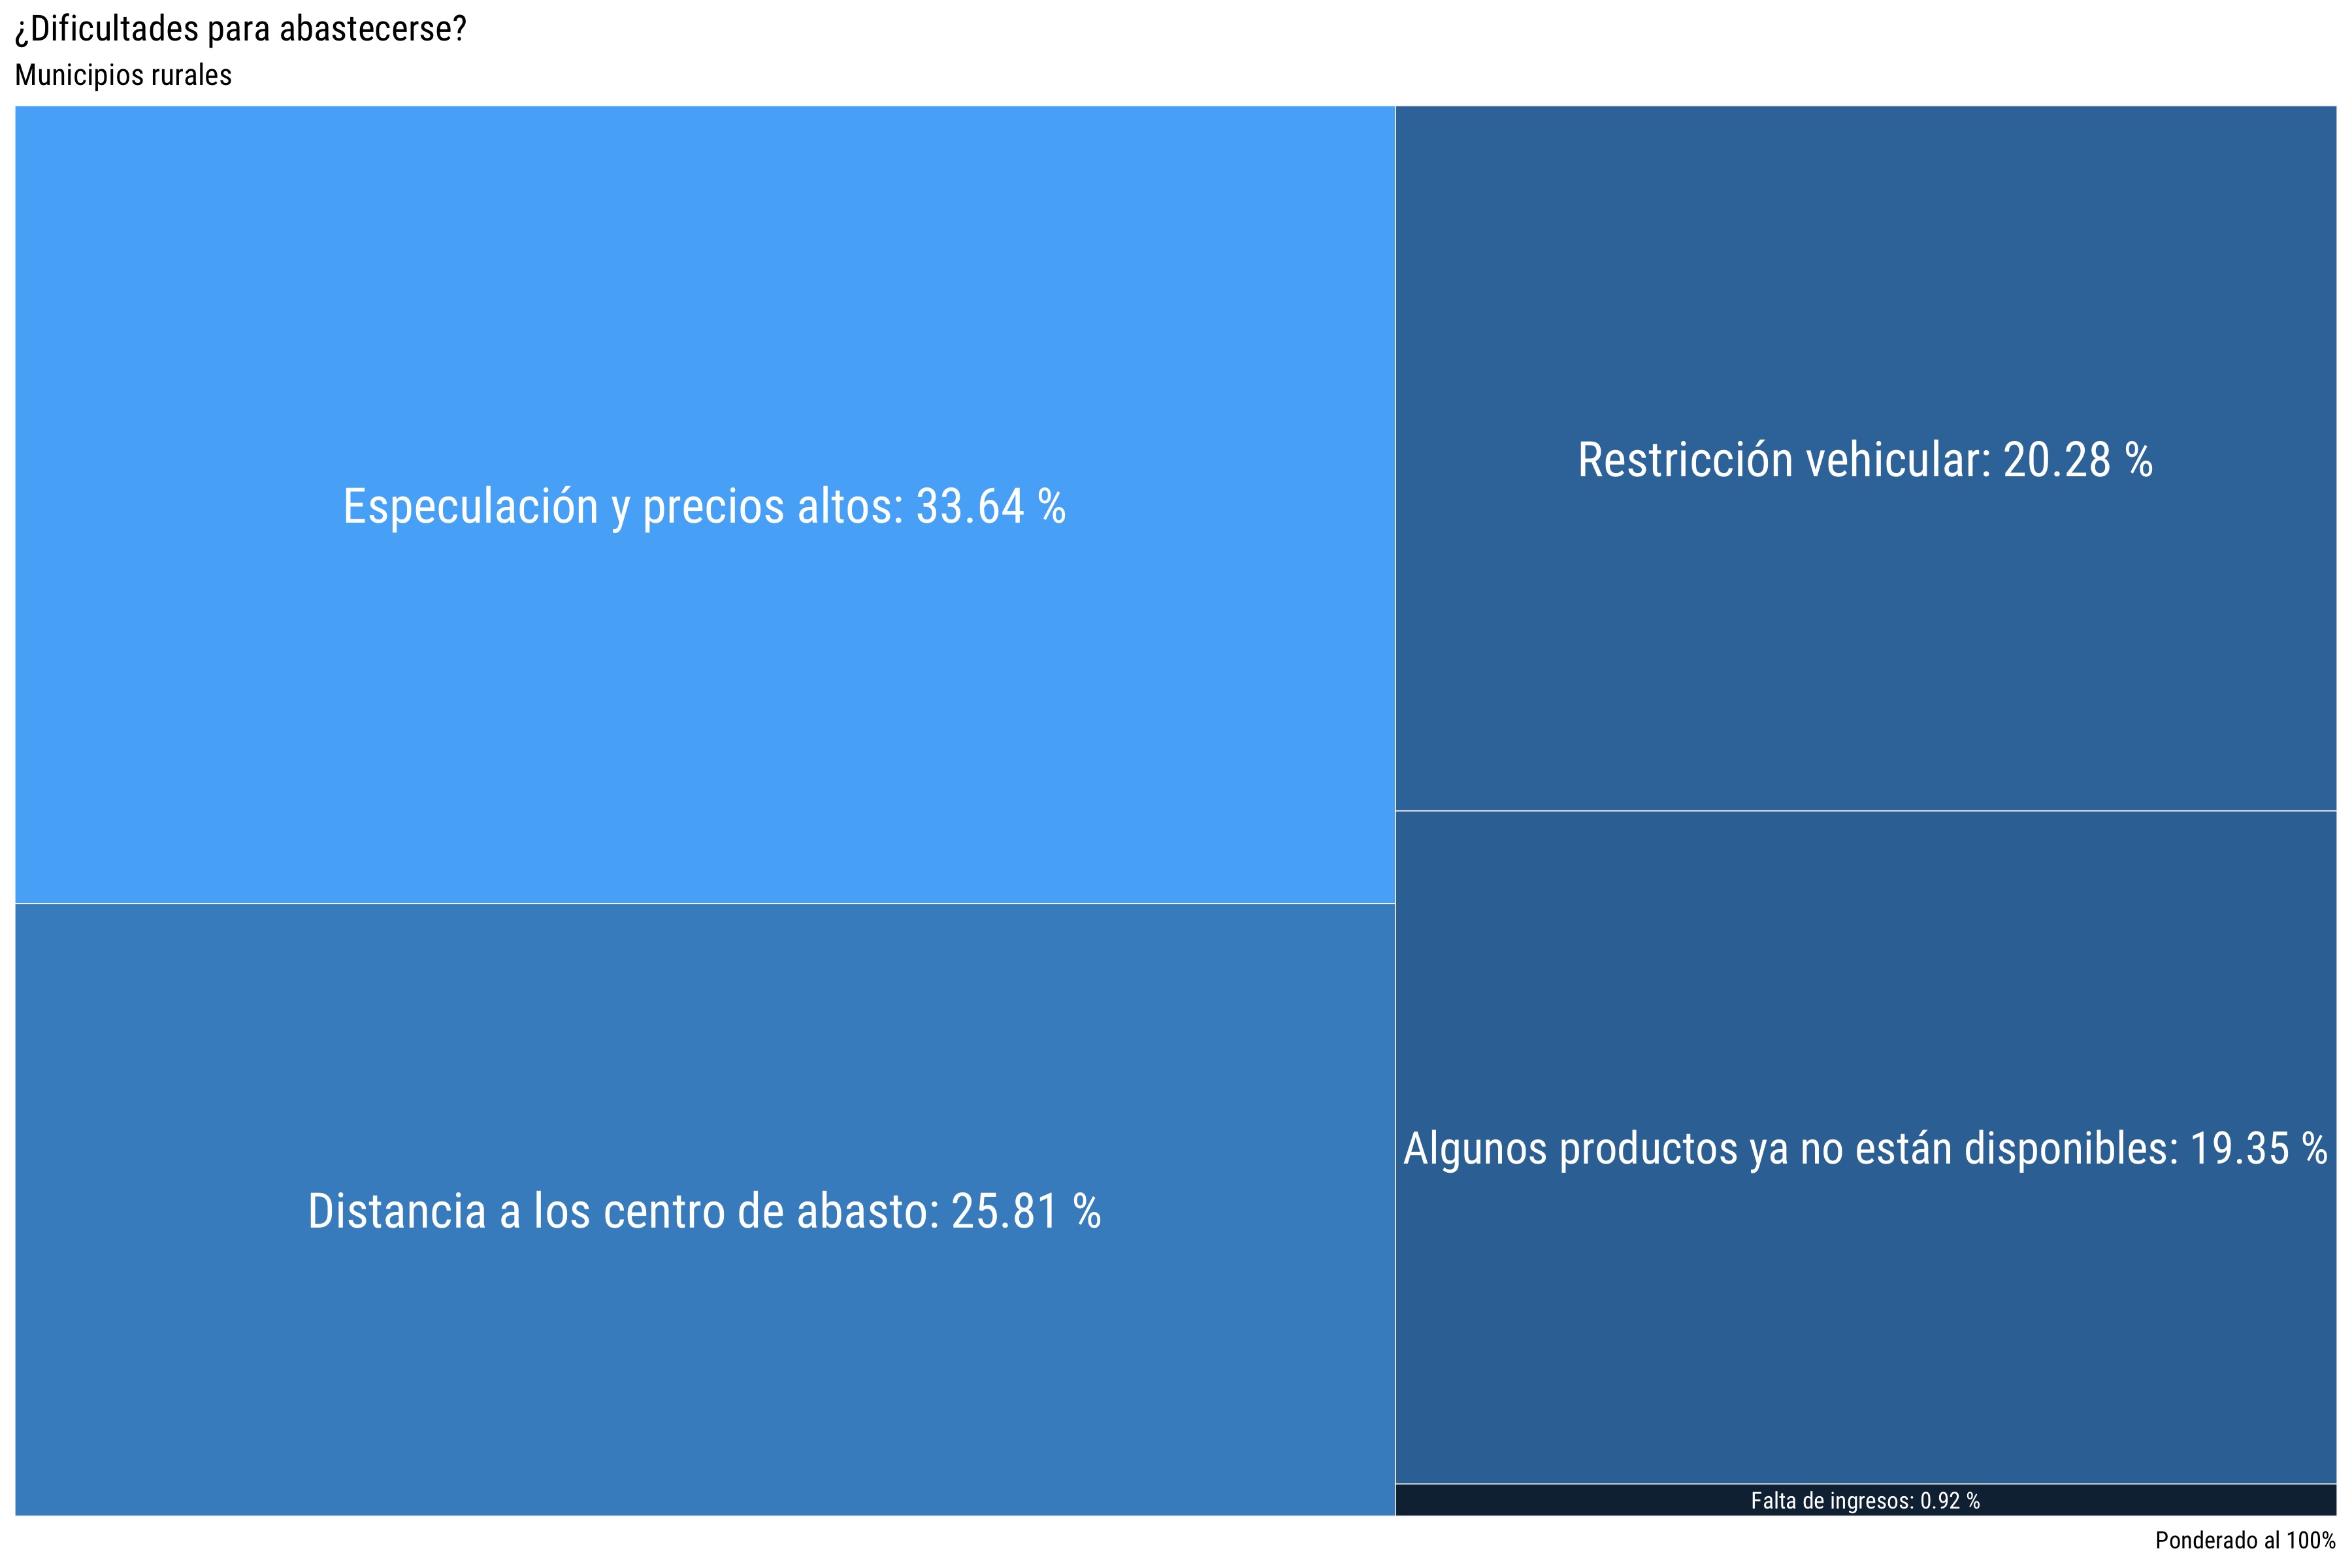 ¿Dificultades para abastecerse?
Municipios rurales
Especulación y precios altos: 33.64 %
Distancia a los centro de abasto: 25.81 %
Restricción vehicular: 20.28 %
Algunos productos ya no están disponibles: 19.35 %
Falta de ingresos: 0.92 %
Ponderado al 100%